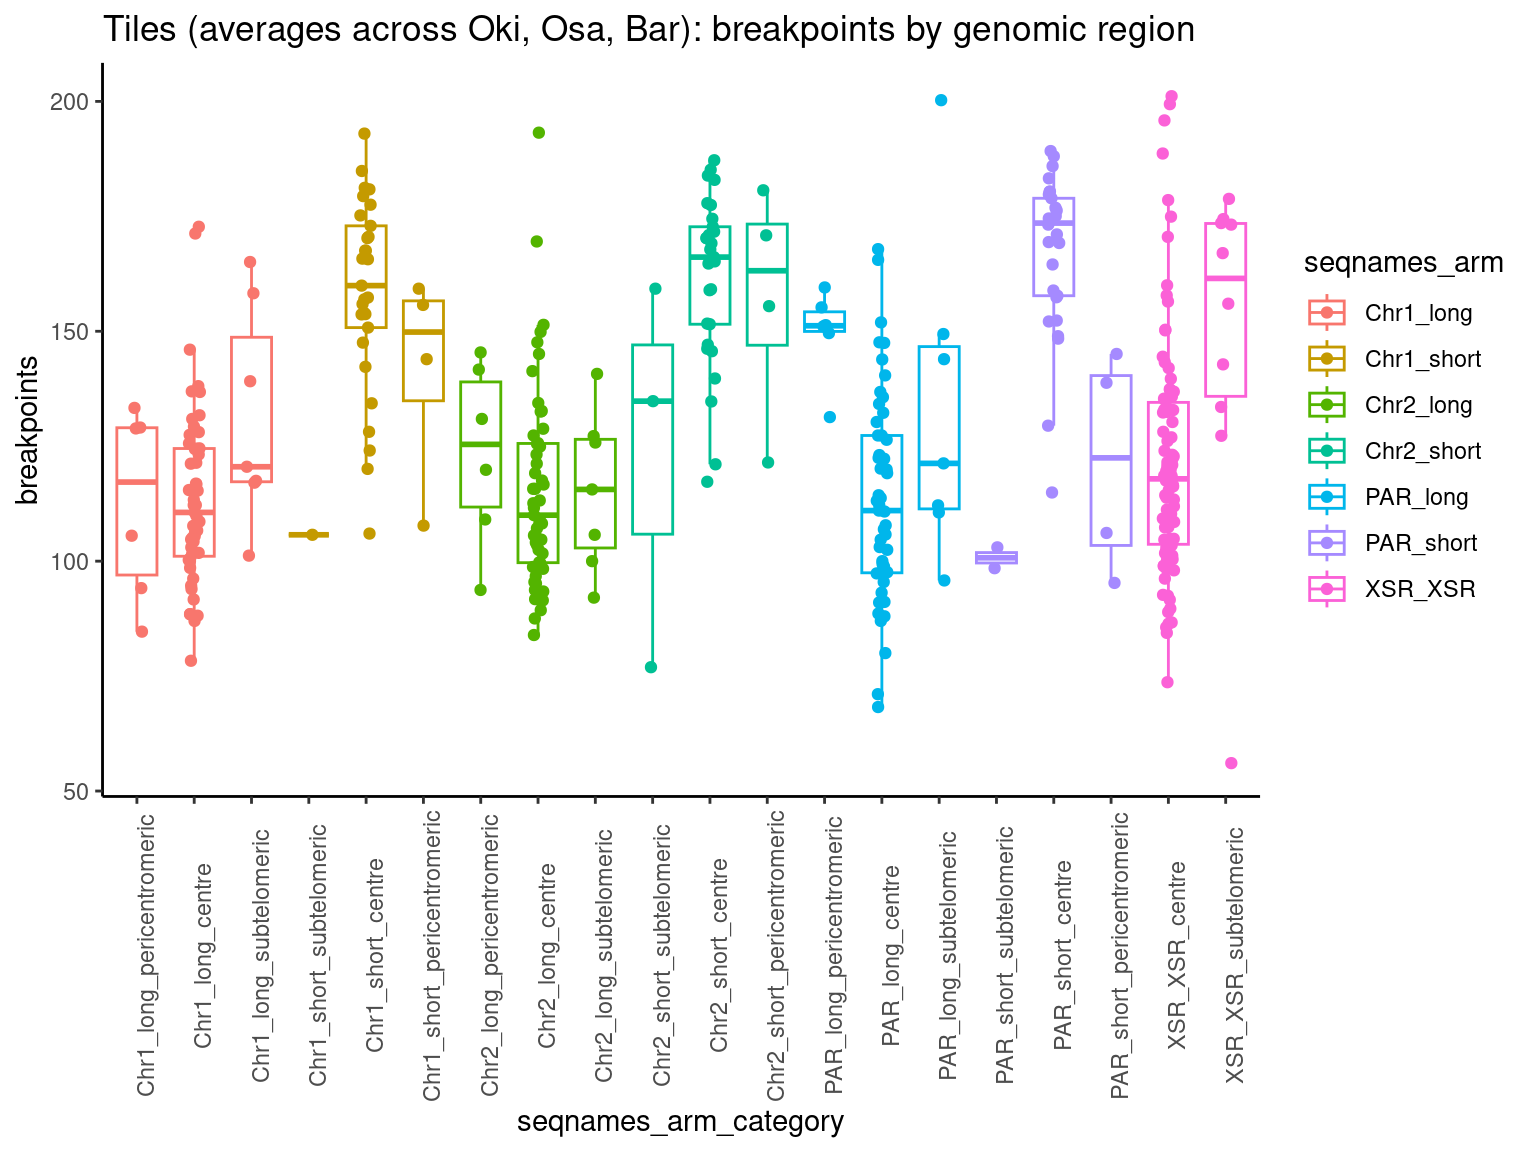 Tiles (averages across Oki, Osa, Bar): breakpoints by genomic region
breakpoints
200
150
100
50
Chr1_long_pericentromeric
Chr1_long_centre
Chr1_long_subtelomeric
Chr1_short_subtelomeric
Chr1_short_centre
Chr1_short_pericentromeric
Chr2_long_pericentromeric
Chr2_long_centre
Chr2_long_subtelomeric
Chr2_short_subtelomeric
Chr2_short_centre
Chr2_short_pericentromeric
PAR_long_pericentromeric
PAR_long_centre
PAR_long_subtelomeric
PAR_short_subtelomeric
PAR_short_centre
PAR_short_pericentromeric
XSR_XSR_centre
XSR_XSR_subtelomeric
seqnames_arm_category
seqnames_arm
Chr1_long
Chr1_short
Chr2_long
Chr2_short
PAR_long
PAR_short
XSR_XSR